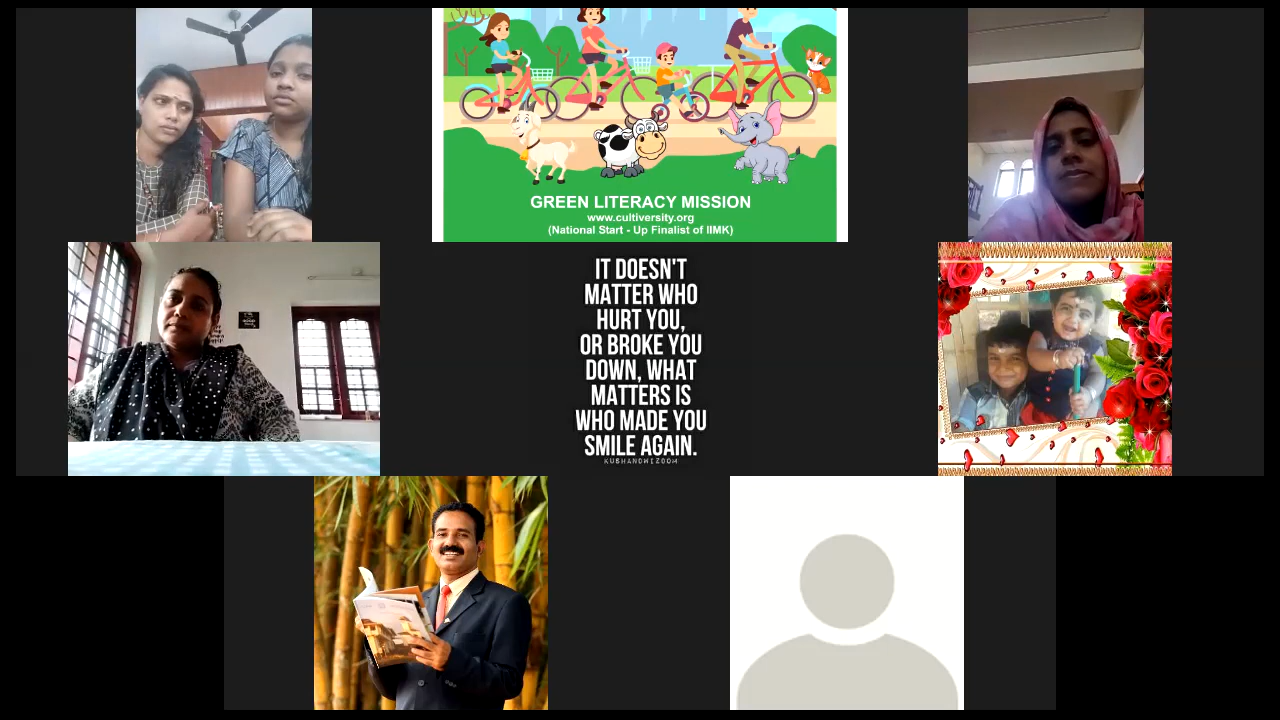 GREEN LITERACY MISSION
www.cultiversity.org
(National Start - Up Finalist of IIMK)
IT DOESN'T
MATTER WHO
HURT YOU,
OR BROKE YOU
DOWN, WHAT
MATTERS IS
WHO MADE YOU
SMILE AGAIN.
KUSHANDWIZDOM